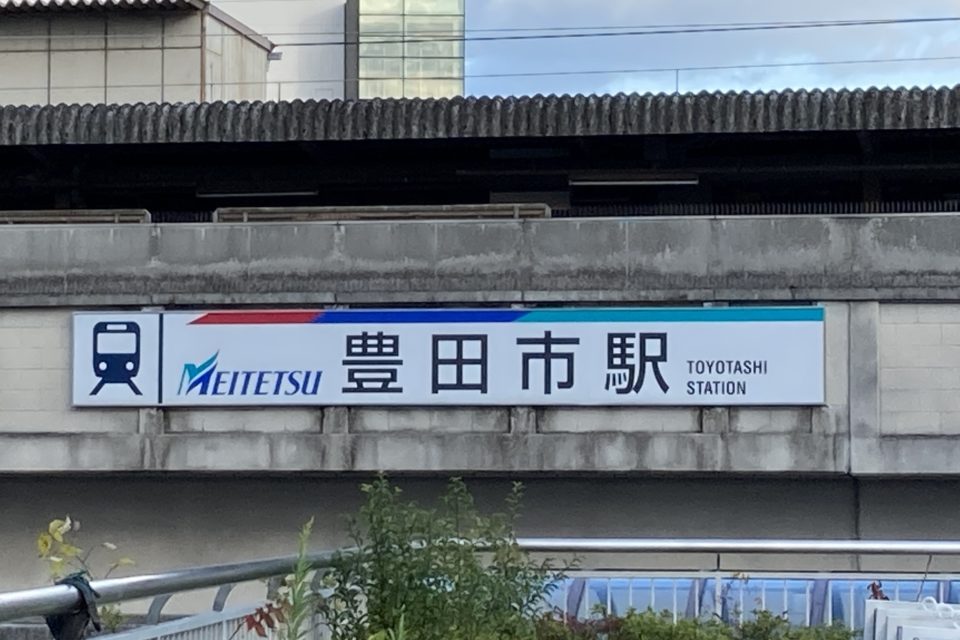 MEITETSU 豊田市駅 TOYOTASHI
STATION